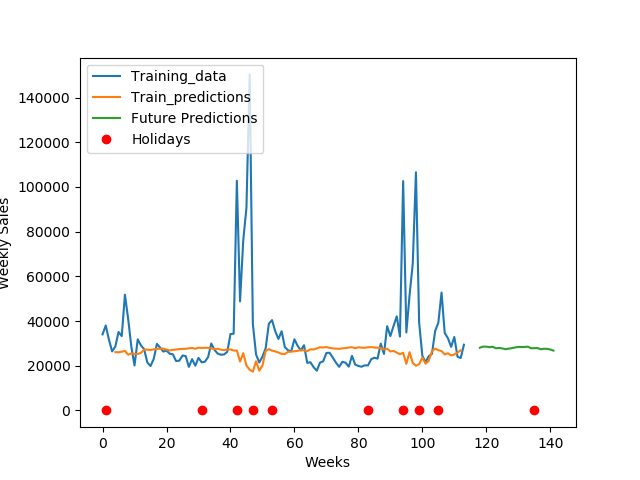 Training_data
Train_predictions
Future Predictions
Holidays
140000
120000
100000
80000
60000
40000
20000
0
Weekly Sales
0 20 40 60 80 100 120 140
Weeks